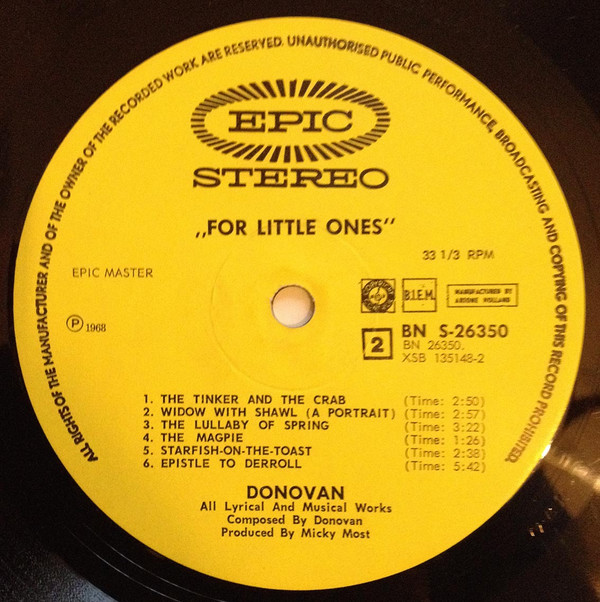 ALL RIGHTS OF THE MANUFACTURER AND OF THE OWNER OF THE RECORDED WORK ARE RESERVED. UNAUTHORISED PUBLIC PERFORMANCE, BROADCASTING AND COPYING OF THIS RECORD PROHIBITED.
EPIC
STEREO
,,FOR LITTLE ONES"
33 1/3 RPM
EPIC MASTER
B.I.E.M.
MANUFACTURED BY
ARTONE HOLLAND
P 1968
2
BN S-26350
BN 26350.
XSB 135148-2
1. THE TINKER AND THE CRAB (Time: 2:50)
2. WIDOW WITH SHAWL (A PORTRAIT) (Time: 2:57)
3. THE LULLABY OF SPRING (Time: 3:22)
4. THE MAGPIE (Time: 1:26)
5. STARFISH-ON-THE-TOAST (Time: 2:38)
6. EPISTLE TO DERROLL (Time: 5:42)
DONOVAN
All Lyrical And Musical Works
Composed By Donovan
Produced By Micky Most